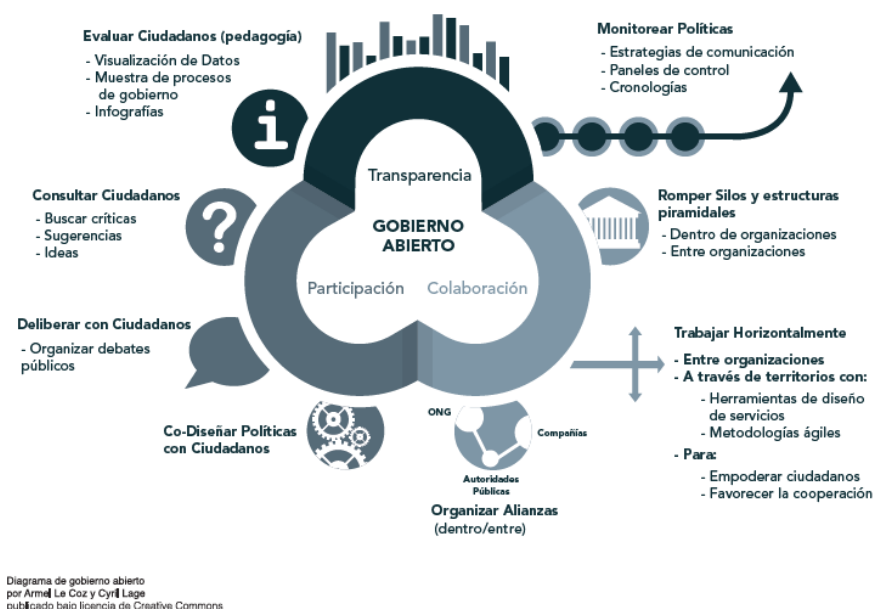 Evaluar Ciudadanos (pedagogía)
- Visualización de Datos
- Muestra de procesos
de gobierno
- Infografías
Monitorear Políticas
- Estrategias de comunicación
- Paneles de control
- Cronologías
Transparencia
GOBIERNO
ABIERTO
Participación
Colaboración
Consultar Ciudadanos
- Buscar críticas
- Sugerencias
- Ideas
Romper Silos y estructuras
piramidales
- Dentro de organizaciones
- Entre organizaciones
Deliberar con Ciudadanos
- Organizar debates
públicos
Trabajar Horizontalmente
- Entre organizaciones
- A través de territorios con:
- Herramientas de diseño
de servicios
- Metodologías ágiles
- Para:
- Empoderar ciudadanos
- Favorecer la cooperación
Co-Diseñar Políticas
con Ciudadanos
ONG
Compañías
Autoridades
Públicas
Organizar Alianzas
(dentro/entre)
Diagrama de gobierno abierto
por Armel Le Coz y Cyril Lage
publicado bajo licencia de Creative Commons